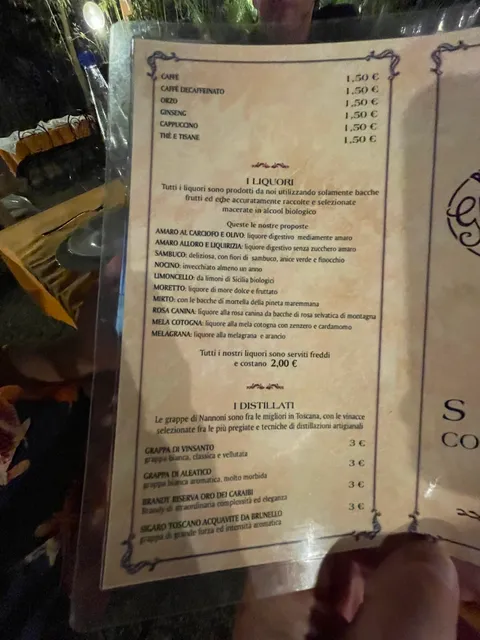 CAFFÈ 1,50 €
CAFFÈ DECAFFEINATO 1,50 €
ORZO 1,50 €
GINSENG 1,50 €
CAPPUCCINO 1,50 €
THÈ E TISANE 1,50 €
I LIQUORI
Tutti i liquori sono prodotti da noi utilizzando solamente bacche
frutti ed erbe accuratamente raccolte e selezionate
macerate in alcool biologico
Queste le nostre proposte
AMARO AL CARCIOFO E OLIVO: liquore digestivo mediamente amaro
AMARO ALLORO E LIQUIRIZIA: liquore digestivo senza zucchero amaro
SAMBUCO: deliziosa, con fiori di sambuco, anice verde e finocchio
NOCINO: invecchiato almeno un anno
LIMONCELLO: da limoni di Sicilia biologici
MORETTO: liquore di more dolce e fruttato
MIRTO: con le bacche di mortella della pineta maremmana
ROSA CANINA: liquore alla rosa canina da bacche di rosa selvatica di montagna
MELA COTOGNA: liquore alla mela cotogna con zenzero e cardamomo
MELAGRANA: liquore alla melagrana e arancio
Tutti i nostri liquori sono serviti freddi
e costano 2,00 €
I DISTILLATI
Le grappe di Nannoni sono fra le migliori in Toscana, con le vinacce
selezionate fra le più pregiate e tecniche di distillazioni artigianali
GRAPPA DI VINSANTO 3 €
grappa bianca, classica e vellutata
GRAPPA DI ALEATICO 3 €
grappa bianca aromatica, molto morbida
BRANDY RISERVA ORO DEI CARAIBI 3 €
Brandy di straordinaria complessità ed eleganza
SIGARO TOSCANO ACQUAVITE DA BRUNELLO 3 €
grappa di grande forza ed intensità aromatica
S
CO